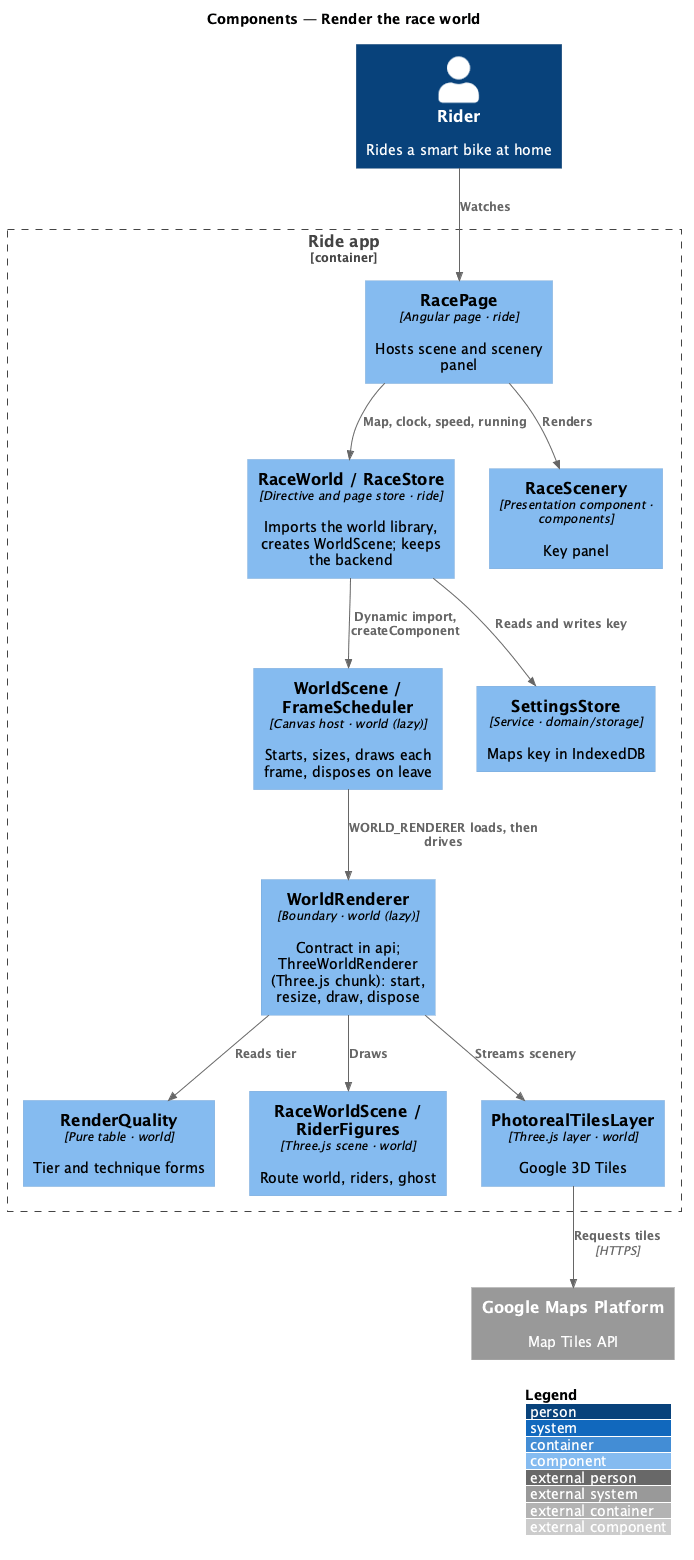 Components — Render the race world
Rider
Rides a smart bike at home
Watches
Ride app
[container]
RacePage
[Angular page · ride]
Hosts scene and scenery
panel
Map, clock, speed, running
Renders
RaceWorld / RaceStore
[Directive and page store · ride]
Imports the world library,
creates WorldScene; keeps
the backend
RaceScenery
[Presentation component ·
components]
Key panel
Dynamic import,
createComponent
Reads and writes key
WorldScene /
FrameScheduler
[Canvas host · world (lazy)]
Starts, sizes, draws each
frame, disposes on leave
SettingsStore
[Service · domain/storage]
Maps key in IndexedDB
WORLD_RENDERER loads, then
drives
WorldRenderer
[Boundary · world (lazy)]
Contract in api;
ThreeWorldRenderer
(Three.js chunk): start,
resize, draw, dispose
Reads tier
Draws
Streams scenery
RenderQuality
[Pure table · world]
Tier and technique forms
RaceWorldScene /
RiderFigures
[Three.js scene · world]
Route world, riders, ghost
PhotorealTilesLayer
[Three.js layer · world]
Google 3D Tiles
Requests tiles
[HTTPS]
Google Maps Platform
Map Tiles API
Legend
person
system
container
component
external person
external system
external container
external component